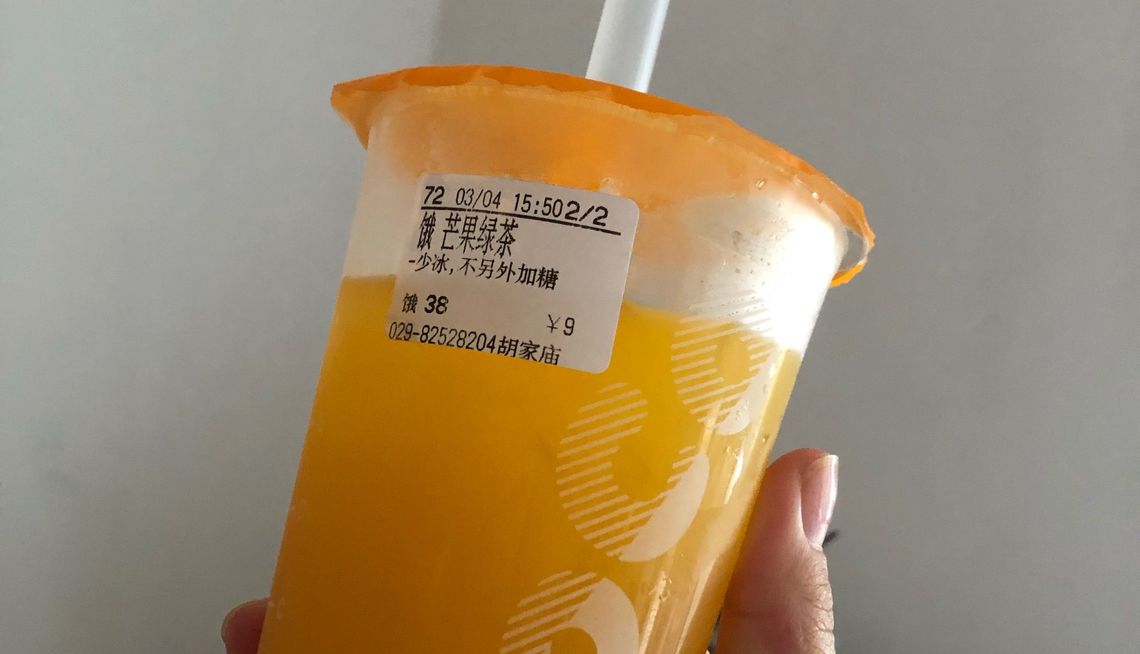 72 03/04 15:50 2/2
饿 芒果绿茶
-少冰,不另外加糖
饿 38 ￥9
029-82528204胡家庙